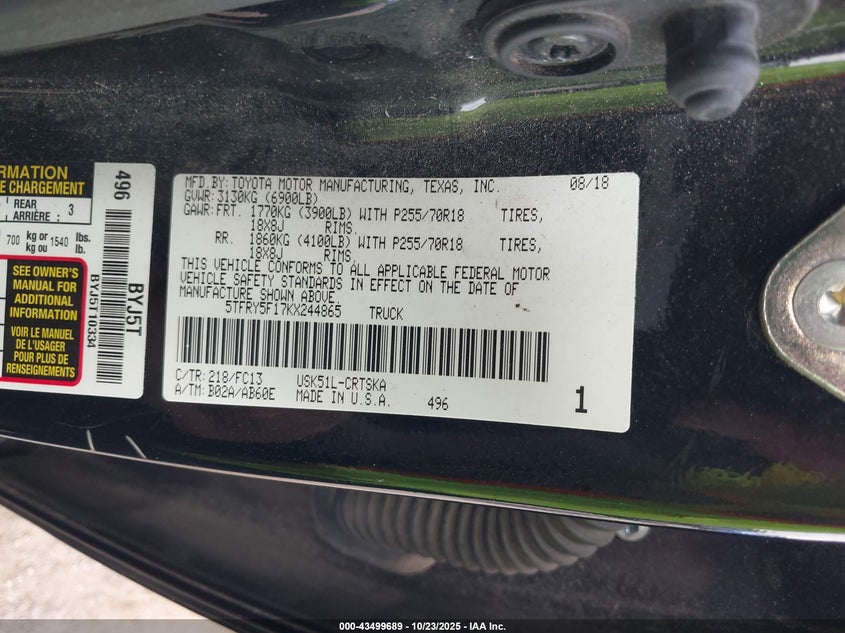 ORMATION
E CHARGEMENT
REAR
ARRIÈRE : 3
700 kg or 1540 lbs.
kg ou lb.
SEE OWNER'S
MANUAL FOR
ADDITIONAL
INFORMATION
VOIR LE MANUEL
DE L'USAGER
POUR PLUS DE
RENSEIGNEMENTS
496
BYJ5T
BYJ5T10334
MFD.BY: TOYOTA MOTOR MANUFACTURING, TEXAS, INC. 08/18
GVWR: 3130KG (6900LB)
GAWR: FRT. 1770KG (3900LB) WITH P255/70R18 TIRES,
18X8J RIMS.
RR. 1860KG (4100LB) WITH P255/70R18 TIRES,
18X8J RIMS.
THIS VEHICLE CONFORMS TO ALL APPLICABLE FEDERAL MOTOR
VEHICLE SAFETY STANDARDS IN EFFECT ON THE DATE OF
MANUFACTURE SHOWN ABOVE.
5TFRY5F17KX244865 TRUCK
C/TR: 218/FC13 USK51L-CRTSKA
A/TM: B02A/AB60E MADE IN U.S.A. 496 1
000-43499689 - 10/23/2025 - IAA Inc.